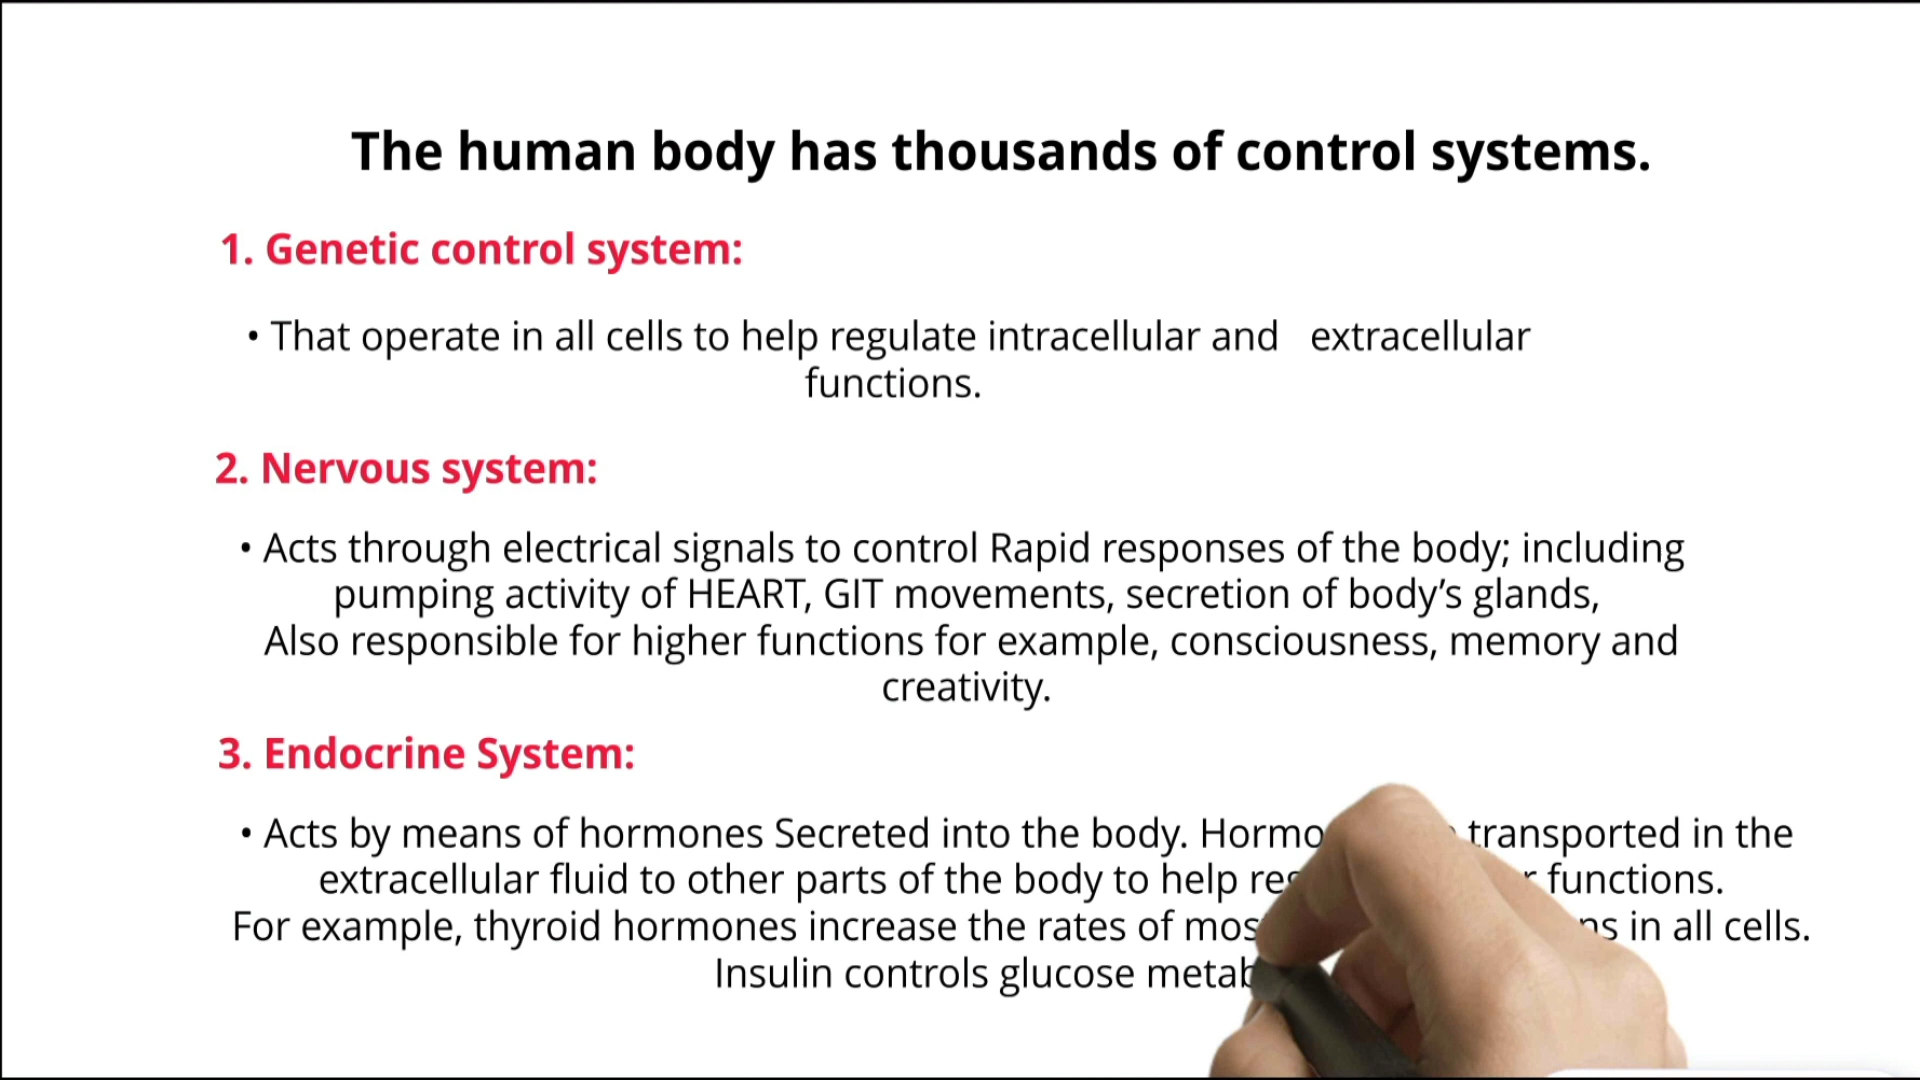 The human body has thousands of control systems.
1. Genetic control system:
• That operate in all cells to help regulate intracellular and extracellular
functions.
2. Nervous system:
• Acts through electrical signals to control Rapid responses of the body; including
pumping activity of HEART, GIT movements, secretion of body’s glands,
Also responsible for higher functions for example, consciousness, memory and
creativity.
3. Endocrine System:
• Acts by means of hormones Secreted into the body. transported in the
extracellular fluid to other parts of the body to help functions.
For example, thyroid hormones increase the rates of in all cells.
Insulin controls glucose